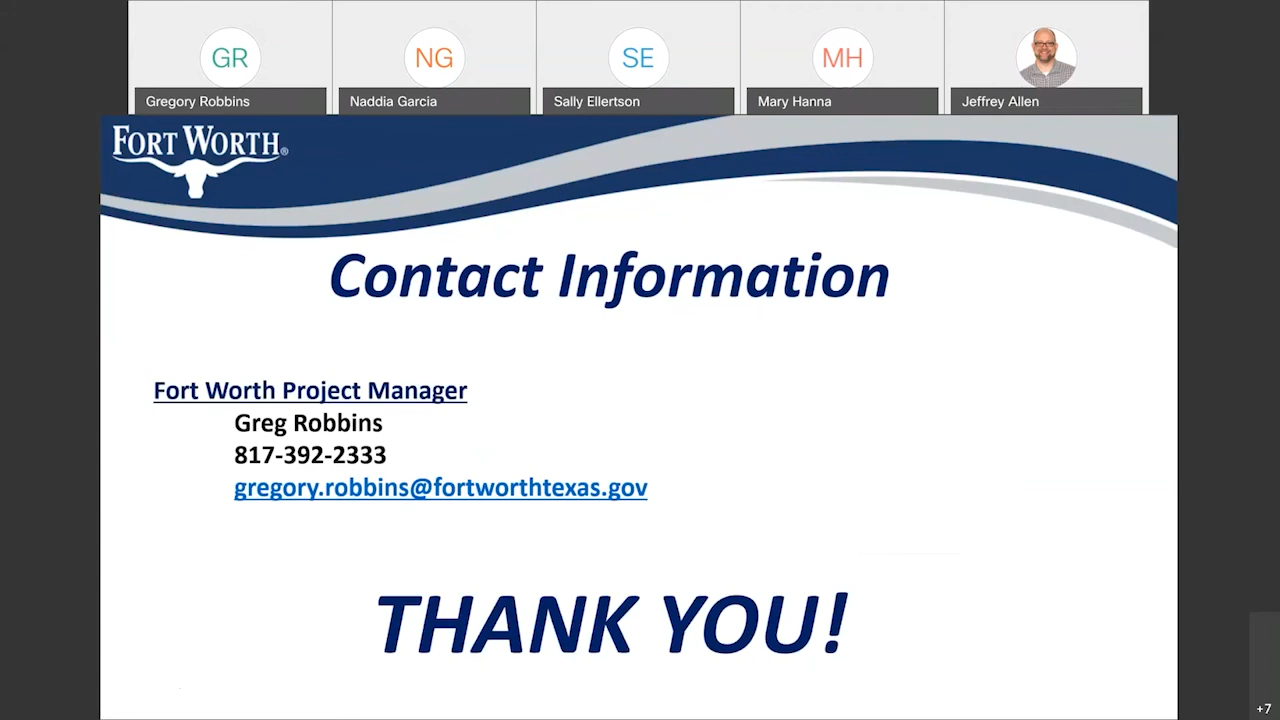 GR
NG
SE
MH
Gregory Robbins
Naddia Garcia
Sally Ellertson
Mary Hanna
Jeffrey Allen
FORT WORTH®
Contact Information
Fort Worth Project Manager
Greg Robbins
817-392-2333
gregory.robbins@fortworthtexas.gov
THANK YOU!
+7